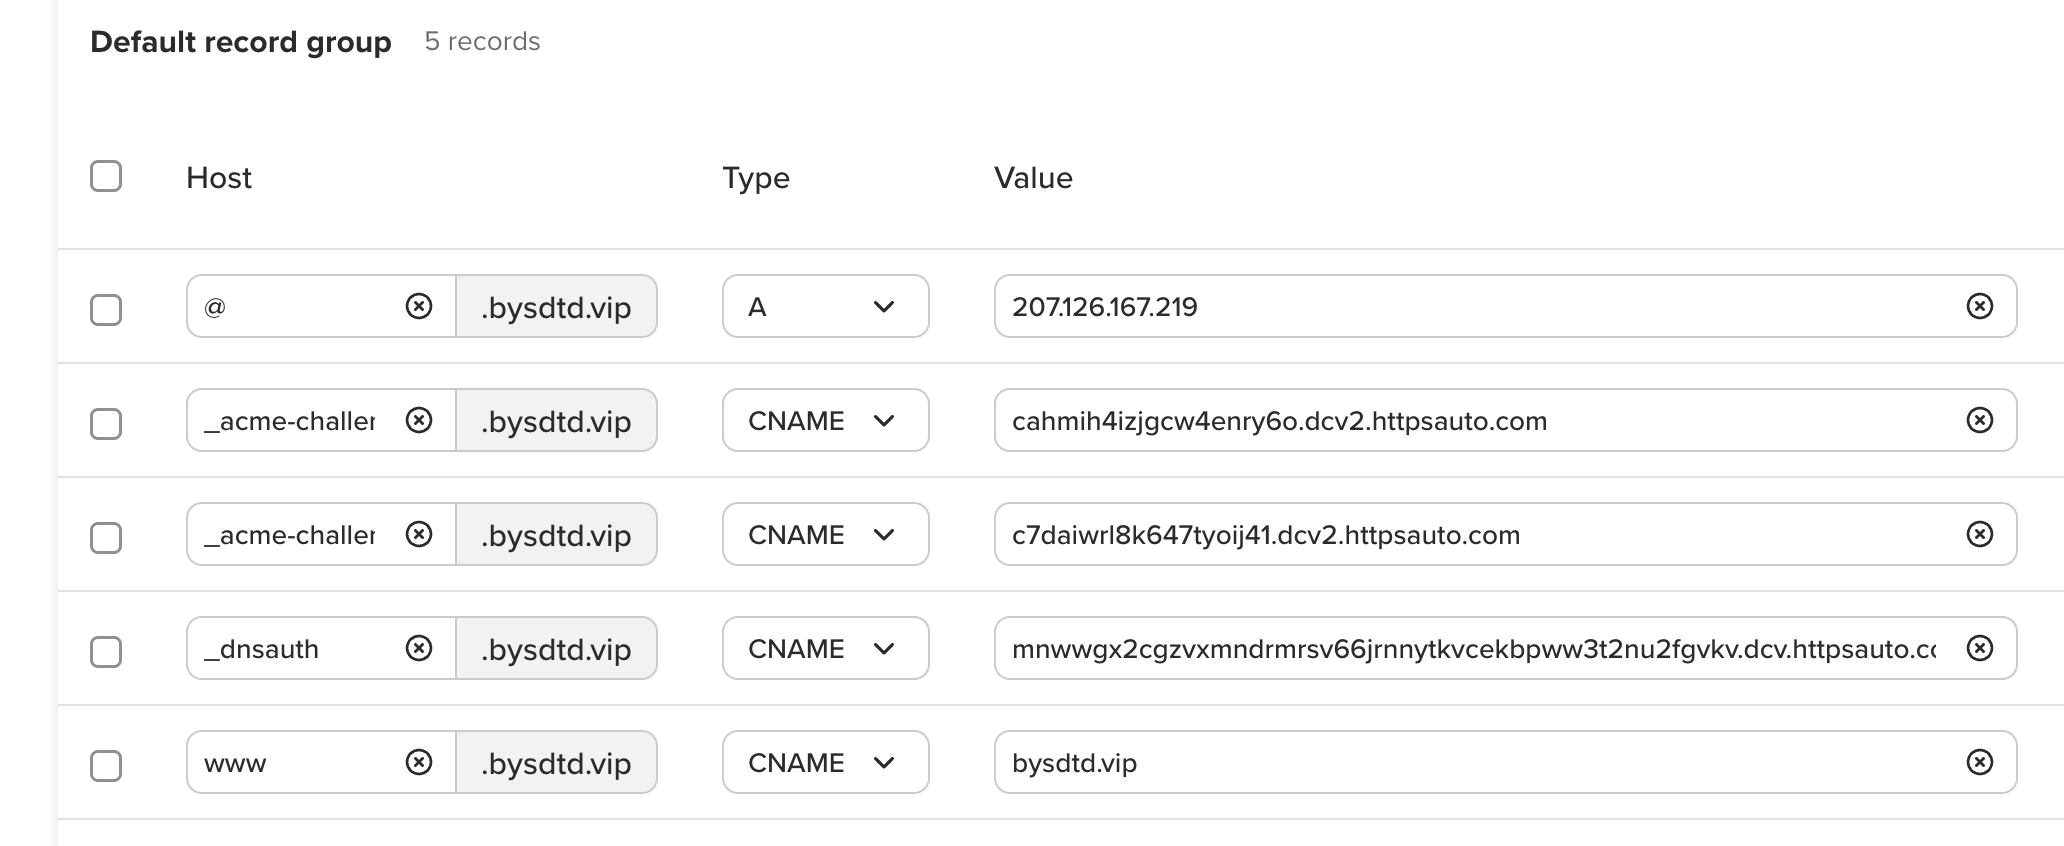 Default record group 5 records
Host Type Value
@ .bysdtd.vip A 207.126.167.219
_acme-challer .bysdtd.vip CNAME cahmih4izjgcw4enry6o.dcv2.httpsauto.com
_acme-challer .bysdtd.vip CNAME c7daiwrl8k647tyoij41.dcv2.httpsauto.com
_dnsauth .bysdtd.vip CNAME mnwwgx2cgzvxmndrmrsv66jrnnytkvcekbpww3t2nu2fgvkv.dcv.httpsauto.cc
www .bysdtd.vip CNAME bysdtd.vip